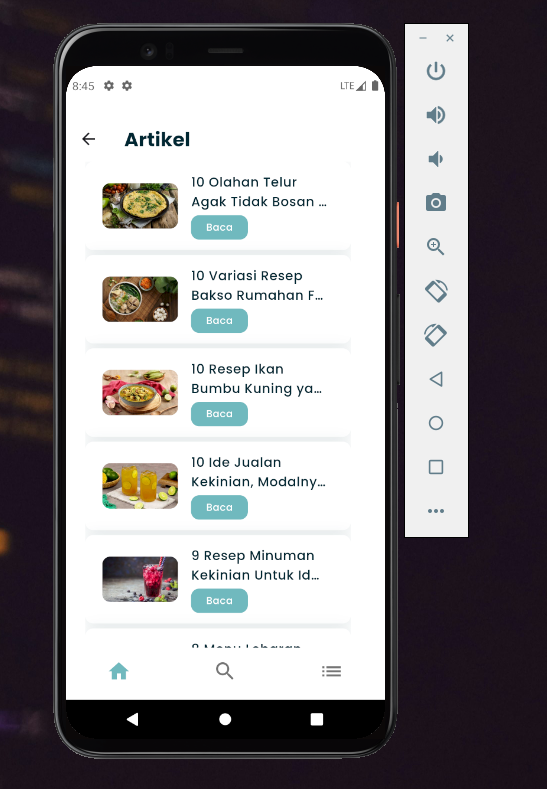 8:45
LTE
Artikel
10 Olahan Telur
Agak Tidak Bosan ...
Baca
10 Variasi Resep
Bakso Rumahan F...
Baca
10 Resep Ikan
Bumbu Kuning ya...
Baca
10 Ide Jualan
Kekinian, Modalny...
Baca
9 Resep Minuman
Kekinian Untuk Id...
Baca